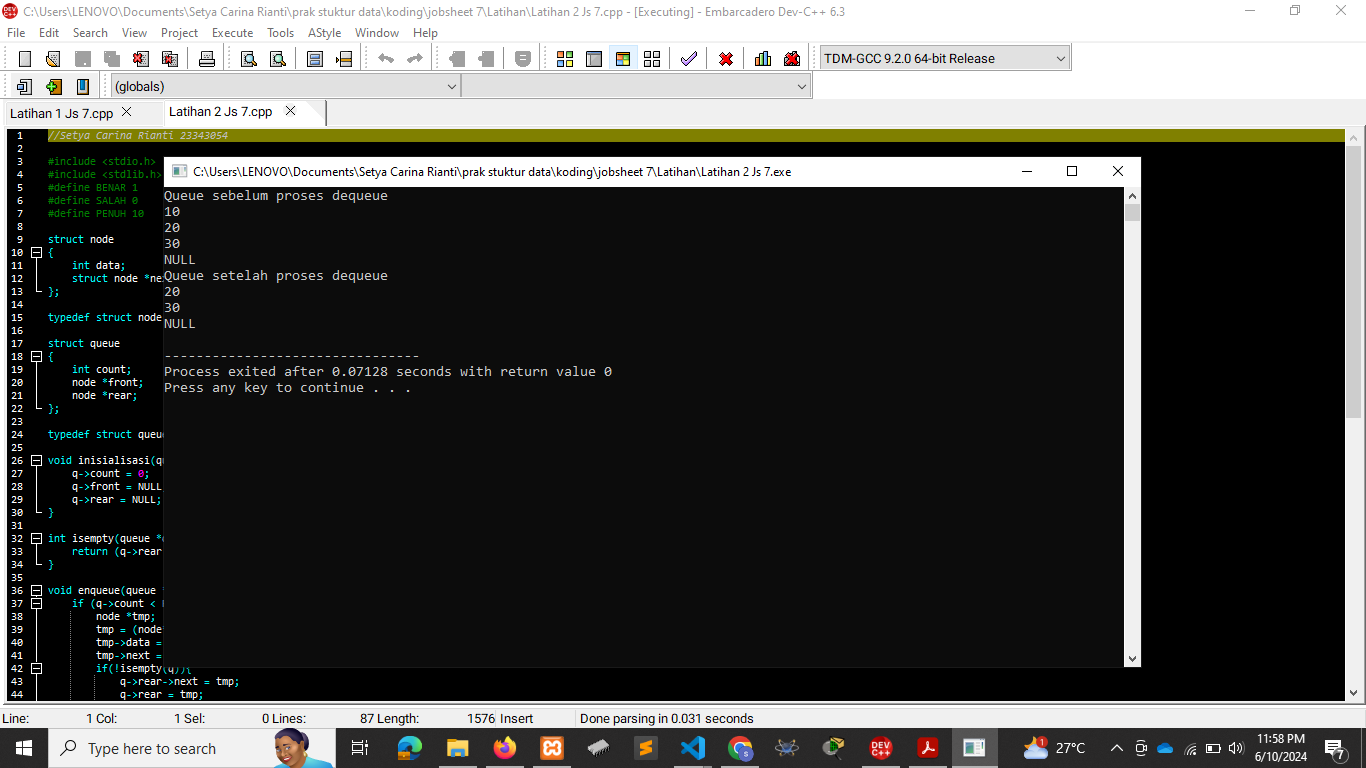 C:\Users\LENOVO\Documents\Setya Carina Rianti\prak stuktur data\koding\jobsheet 7\Latihan\Latihan 2 Js 7.cpp - [Executing] - Embarcadero Dev-C++ 6.3
File Edit Search View Project Execute Tools AStyle Window Help
TDM-GCC 9.2.0 64-bit Release
(globals)
Latihan 1 Js 7.cpp Latihan 2 Js 7.cpp
1 //Setya Carina Rianti 23343054
2
3 #include <stdio.h>
4 #include <stdlib.h>
5 #define BENAR 1
6 #define SALAH 0
7 #define PENUH 10
8
9 struct node
10 {
11 int data;
12 struct node *ne
13 };
14
15 typedef struct node
16
17 struct queue
18 {
19 int count;
20 node *front;
21 node *rear;
22 };
23
24 typedef struct queu
25
26 void inisialisasi(q
27 q->count = 0;
28 q->front = NULL
29 q->rear = NULL;
30 }
31
32 int isempty(queue *
33 return (q->rear
34 }
35
36 void enqueue(queue
37 if (q->count <
38 node *tmp;
39 tmp = (node
40 tmp->data =
41 tmp->next =
42 if(!isempty(q)){
43 q->rear->next = tmp;
44 q->rear = tmp;
C:\Users\LENOVO\Documents\Setya Carina Rianti\prak stuktur data\koding\jobsheet 7\Latihan\Latihan 2 Js 7.exe
Queue sebelum proses dequeue
10
20
30
NULL
Queue setelah proses dequeue
20
30
NULL
--------------------------------
Process exited after 0.07128 seconds with return value 0
Press any key to continue . . .
Line: 1 Col: 1 Sel: 0 Lines: 87 Length: 1576 Insert Done parsing in 0.031 seconds
Type here to search
DEV C++
1
27°C
11:58 PM
6/10/2024
7